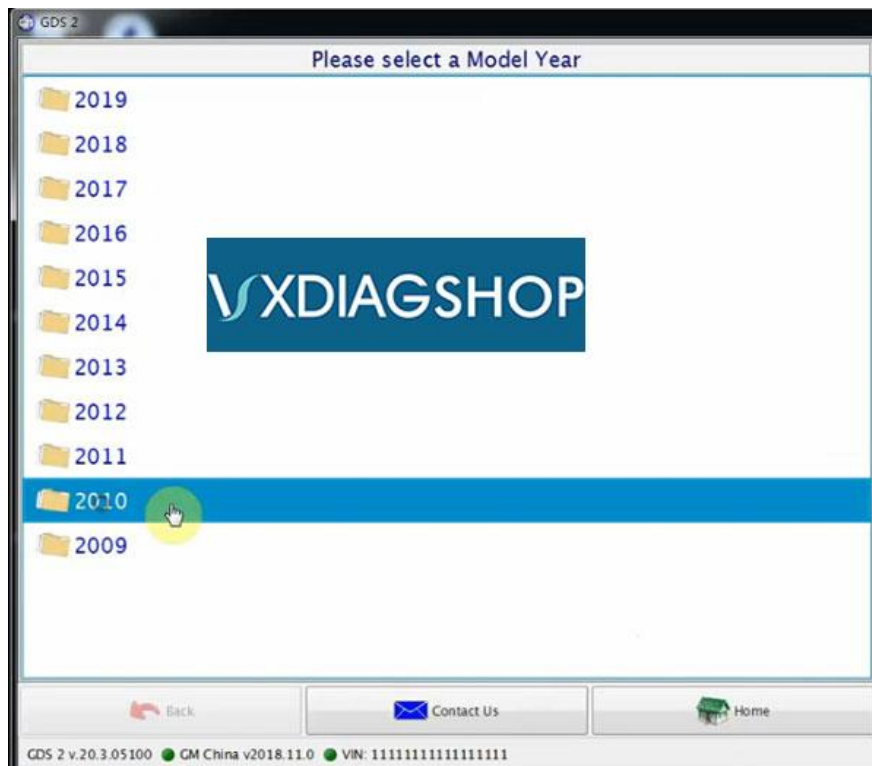 GDS 2
Please select a Model Year
2019
2018
2017
2016
2015
VXDIAGSHOP
2014
2013
2012
2011
2010
2009
Back
Contact Us
Home
GDS 2 v.20.3.05100 GM China v2018.11.0 VIN: 11111111111111111